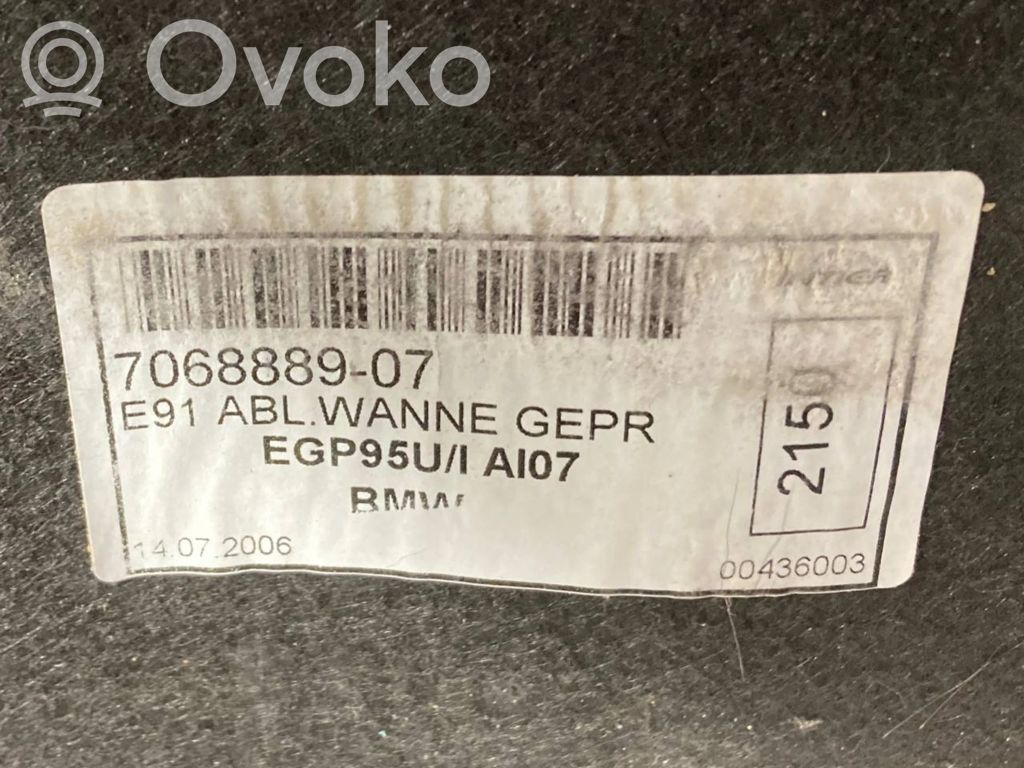 Ovoko
7068889-07
E91 ABL.WANNE GEPR
EGP95U/I AI07
BMW
14.07.2006
2150
00436003